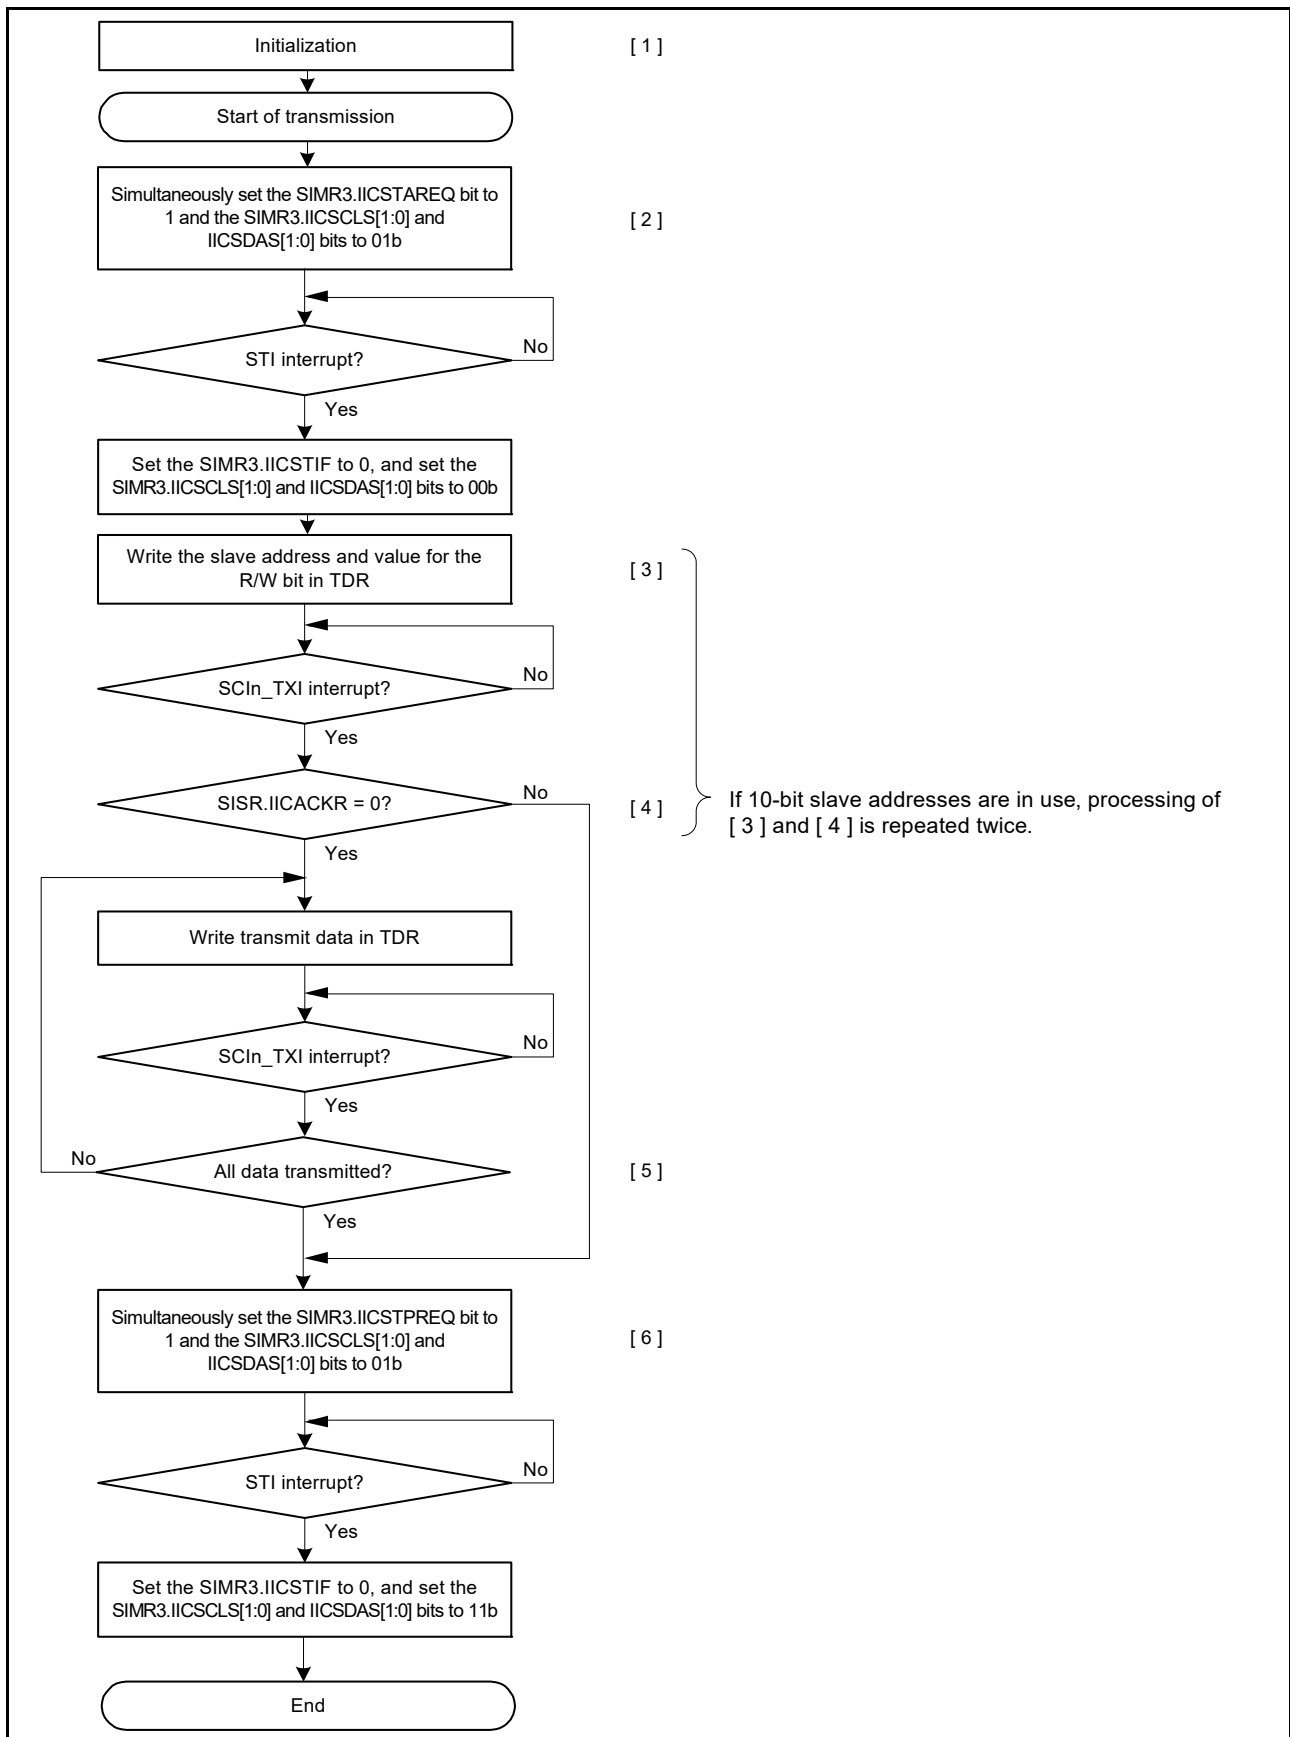 Initialization
[ 1 ]
Start of transmission
Simultaneously set the SIMR3.IICSTAREQ bit to
1 and the SIMR3.IICSCLS[1:0] and
IICSDAS[1:0] bits to 01b
[ 2 ]
No
STI interrupt?
Yes
Set the SIMR3.IICSTIF to 0, and set the
SIMR3.IICSCLS[1:0] and IICSDAS[1:0] bits to 00b
Write the slave address and value for the
R/W bit in TDR
[ 3 ]
No
SCIn_TXI interrupt?
Yes
SISR.IICACKR = 0?
No
[ 4 ]
If 10-bit slave addresses are in use, processing of
[ 3 ] and [ 4 ] is repeated twice.
Yes
Write transmit data in TDR
No
SCIn_TXI interrupt?
Yes
No
All data transmitted?
[ 5 ]
Yes
Simultaneously set the SIMR3.IICSTPREQ bit to
1 and the SIMR3.IICSCLS[1:0] and
IICSDAS[1:0] bits to 01b
[ 6 ]
No
STI interrupt?
Yes
Set the SIMR3.IICSTIF to 0, and set the
SIMR3.IICSCLS[1:0] and IICSDAS[1:0] bits to 11b
End